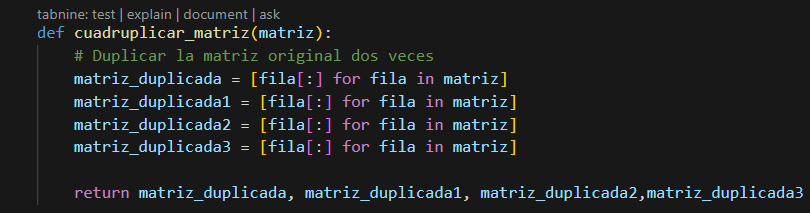 tabnine: test | explain | document | ask
def cuadruplicar_matriz(matriz):
    # Duplicar la matriz original dos veces
    matriz_duplicada = [fila[:] for fila in matriz]
    matriz_duplicada1 = [fila[:] for fila in matriz]
    matriz_duplicada2 = [fila[:] for fila in matriz]
    matriz_duplicada3 = [fila[:] for fila in matriz]
    return matriz_duplicada, matriz_duplicada1, matriz_duplicada2,matriz_duplicada3